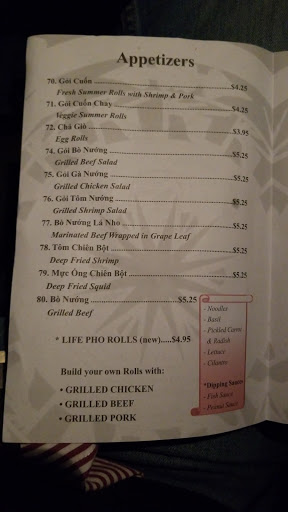 Appetizers
70. Gỏi Cuốn ........ $4.25
Fresh Summer Rolls with Shrimp & Pork
71. Gỏi Cuốn Chay ........ $4.25
Veggie Summer Rolls
72. Chả Giò ........ $3.95
Egg Rolls
74. Gỏi Bò Nướng ........ $5.25
Grilled Beef Salad
75. Gỏi Gà Nướng ........ $5.25
Grilled Chicken Salad
76. Gỏi Tôm Nướng ........ $5.25
Grilled Shrimp Salad
77. Bò Nướng Lá Nho ........ $5.25
Marinated Beef Wrapped in Grape Leaf
78. Tôm Chiên Bột ........ $5.25
Deep Fried Shrimp
79. Mực Ống Chiên Bột ........ $5.25
Deep Fried Squid
80. Bò Nướng ........ $5.25
Grilled Beef
- Noodles
- Basil
- Pickled Carrot
& Radish
- Lettuce
- Cilantro
* LIFE PHO ROLLS (new).....$4.95
Build your own Rolls with:
• GRILLED CHICKEN
• GRILLED BEEF
• GRILLED PORK
*Dipping Sauces
- Fish Sauce
- Peanut Sauce